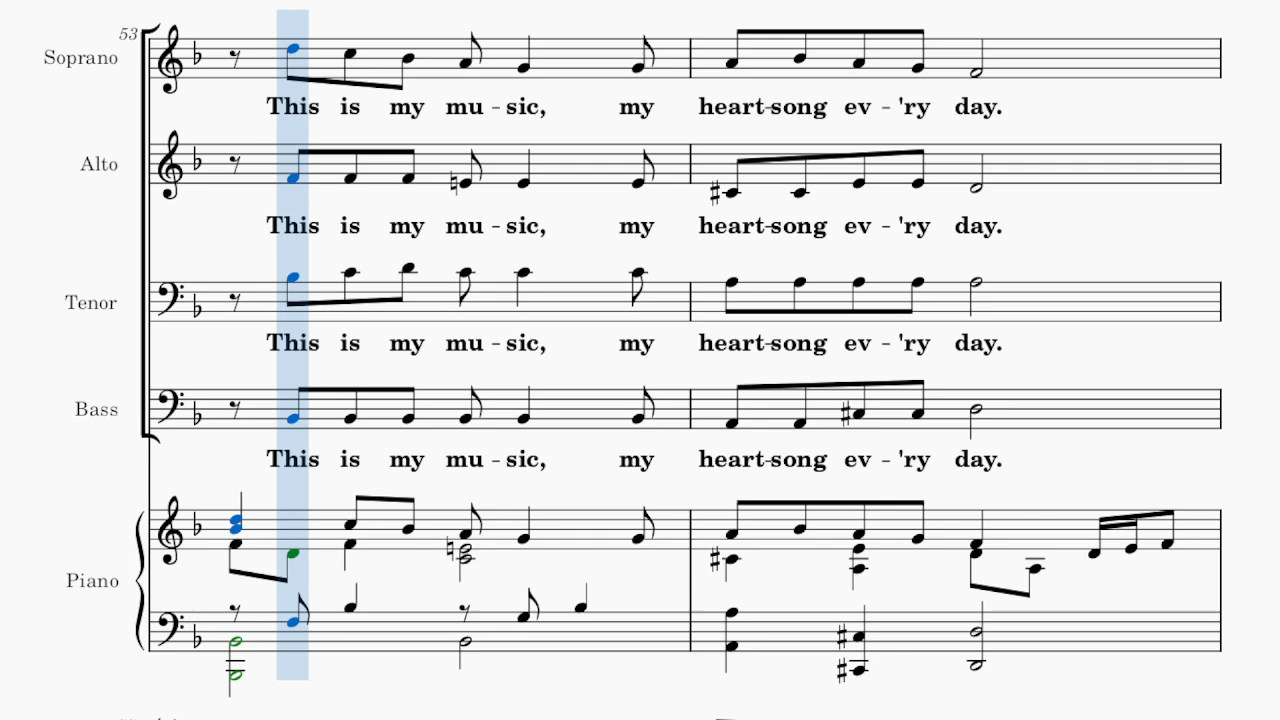 53
Soprano
This is my mu - sic, my heart-song ev - 'ry day.
Alto
This is my mu - sic, my heart-song ev - 'ry day.
Tenor
This is my mu - sic, my heart-song ev - 'ry day.
Bass
This is my mu - sic, my heart-song ev - 'ry day.
Piano